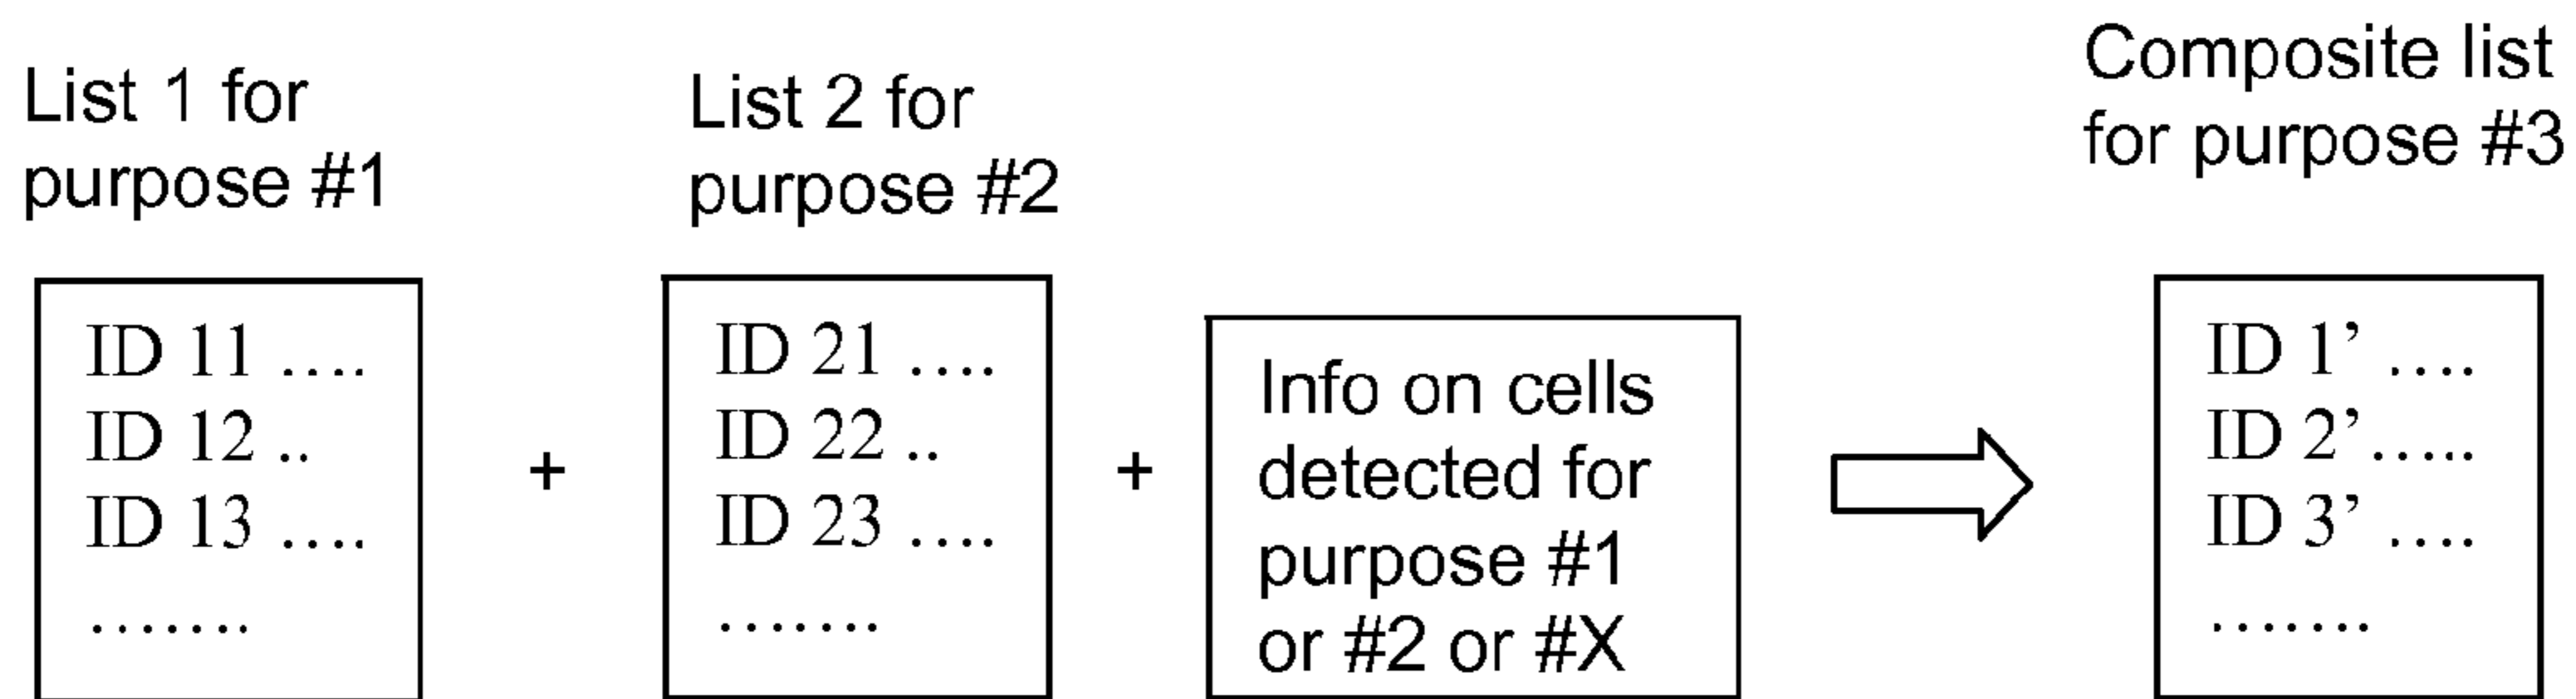 List 1 for
purpose #1
List 2 for
purpose #2
Composite list
for purpose #3
ID 11 ....
ID 12 ..
ID 13 ....
.......
+
ID 21 ....
ID 22 ..
ID 23 ....
.......
+
Info on cells
detected for
purpose #1
or #2 or #X
ID 1’ ....
ID 2’ .....
ID 3’ ....
.......